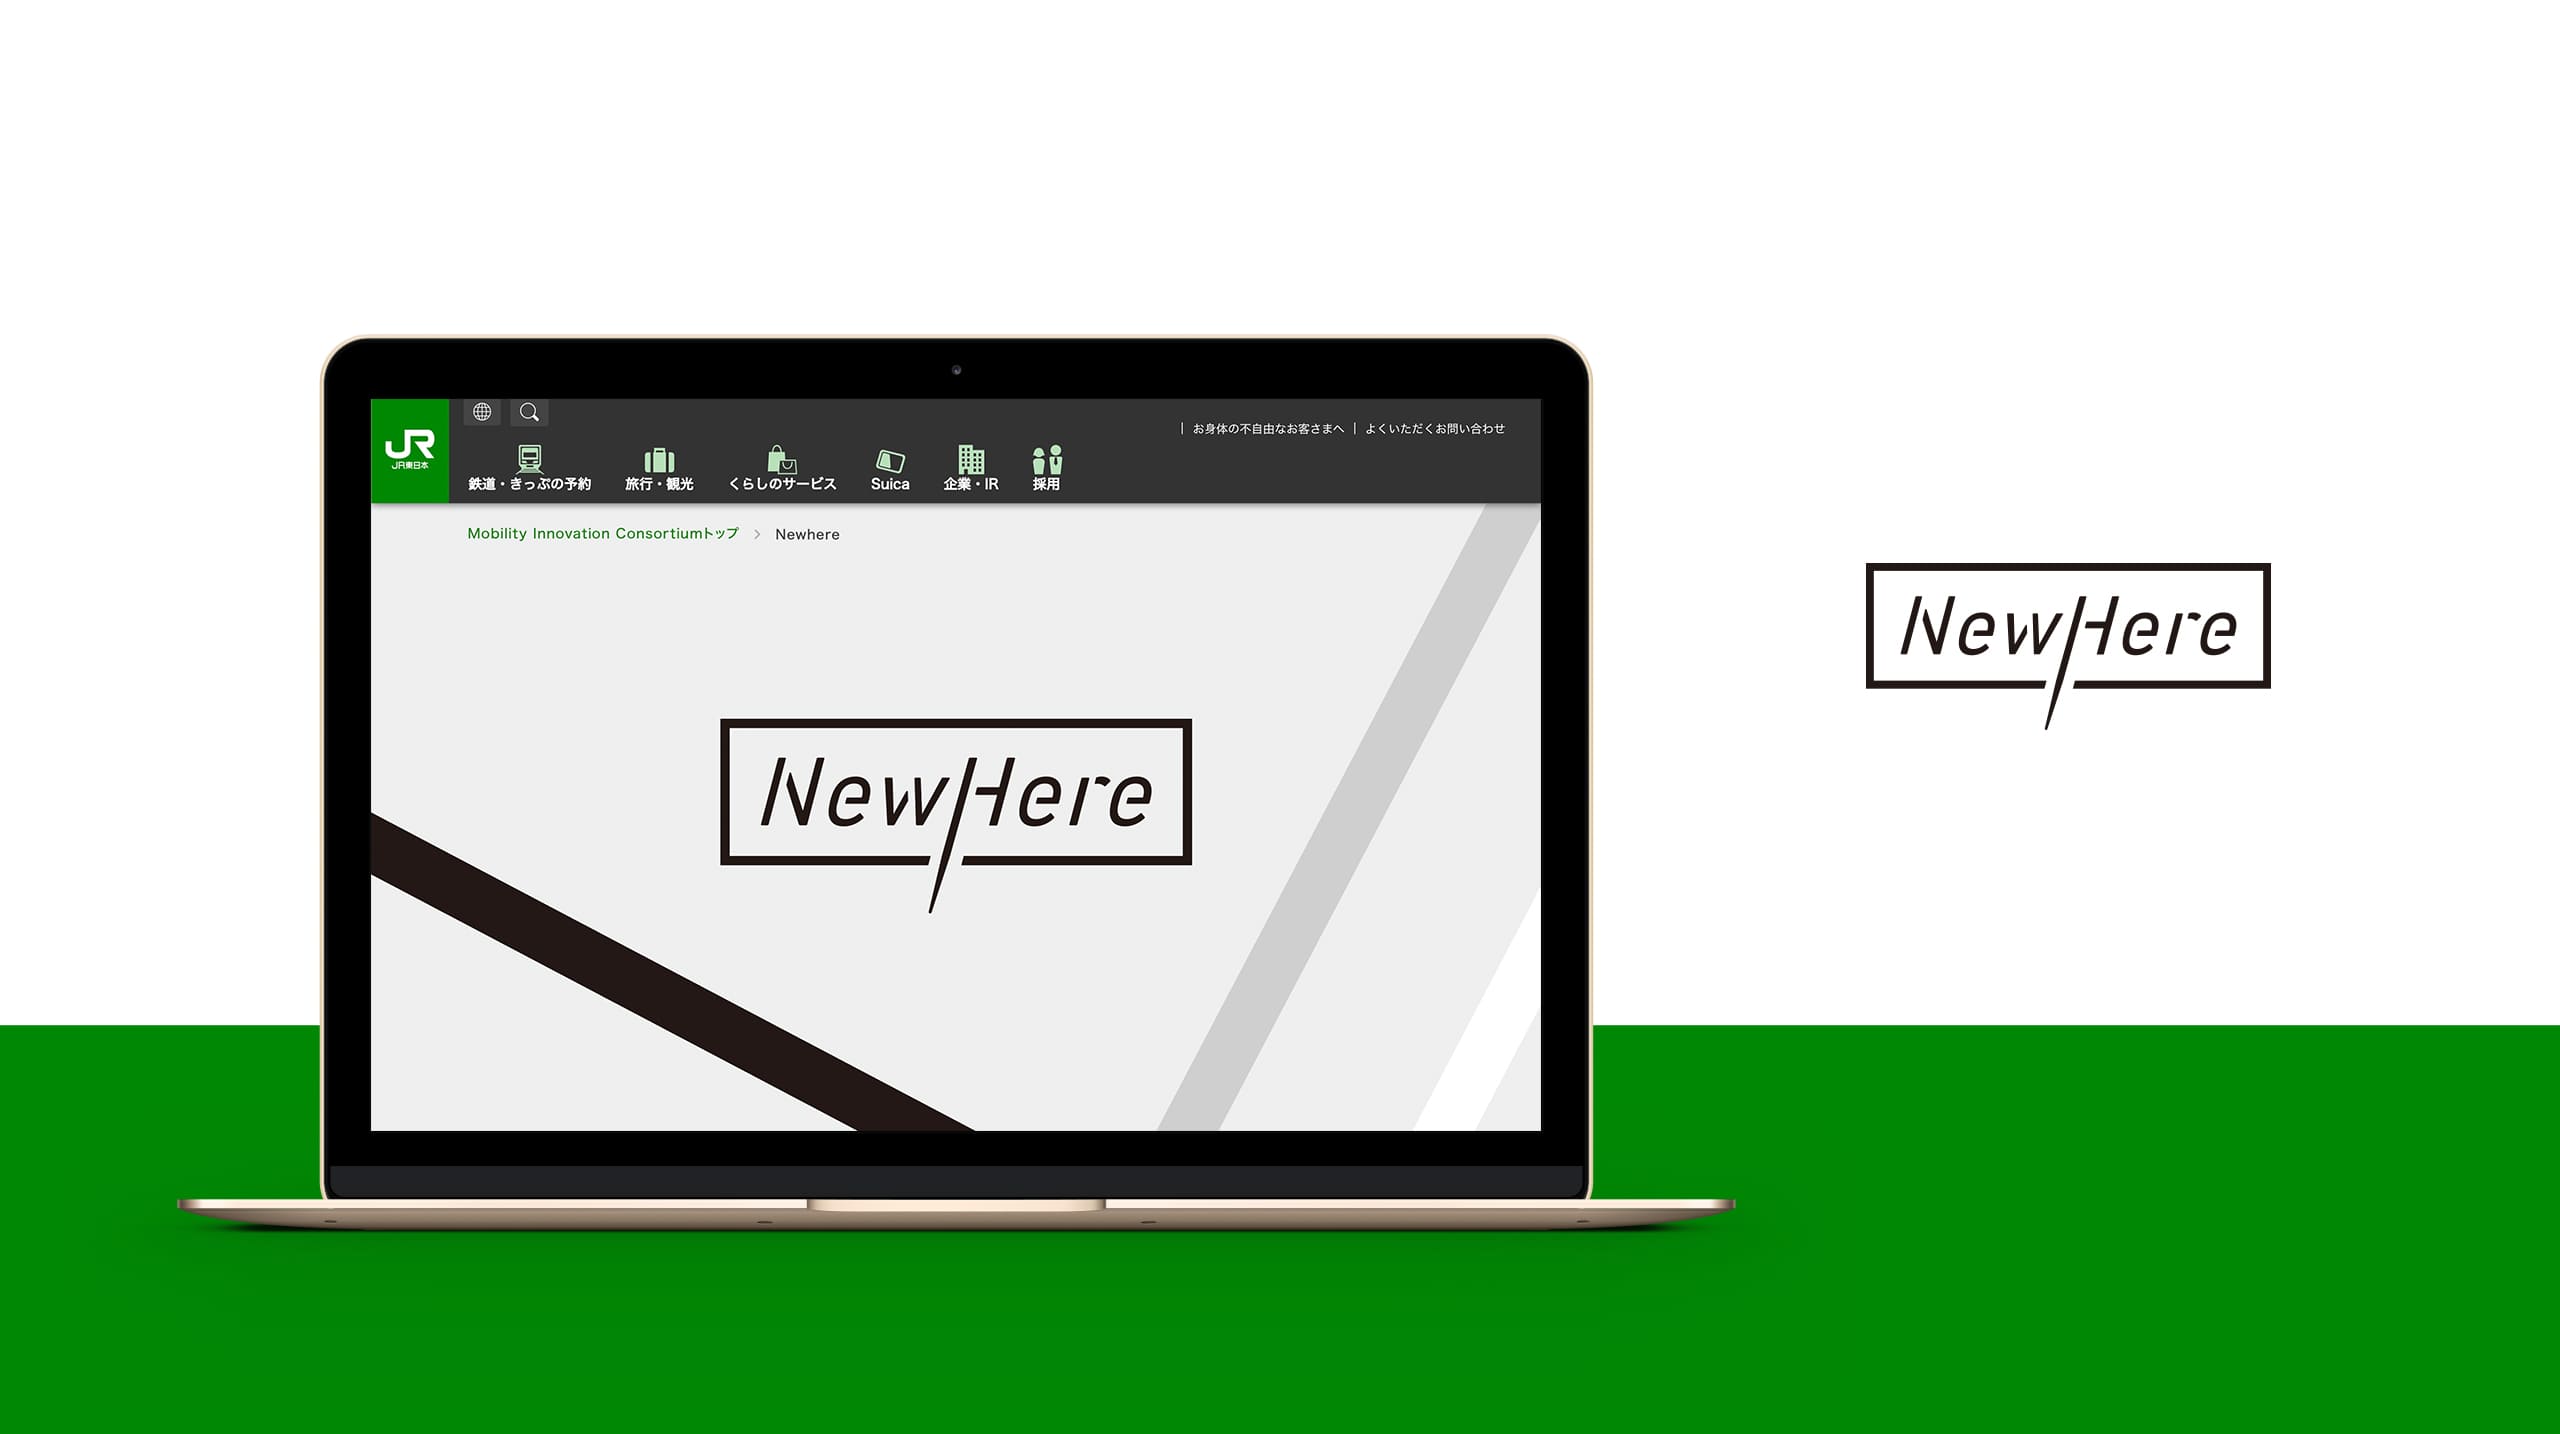 JR
JR東日本
お身体の不自由なお客さまへ
よくいただくお問い合わせ
鉄道・きっぷの予約
旅行・観光
くらしのサービス
Suica
企業・IR
採用
Mobility Innovation Consortiumトップ > Newhere
NewHere
NewHere